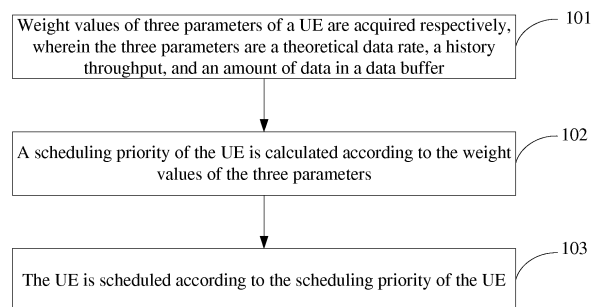 Weight values of three parameters of a UE are acquired respectively,
wherein the three parameters are a theoretical data rate, a history
throughput, and an amount of data in a data buffer
101
A scheduling priority of the UE is calculated according to the weight
values of the three parameters
102
The UE is scheduled according to the scheduling priority of the UE
103